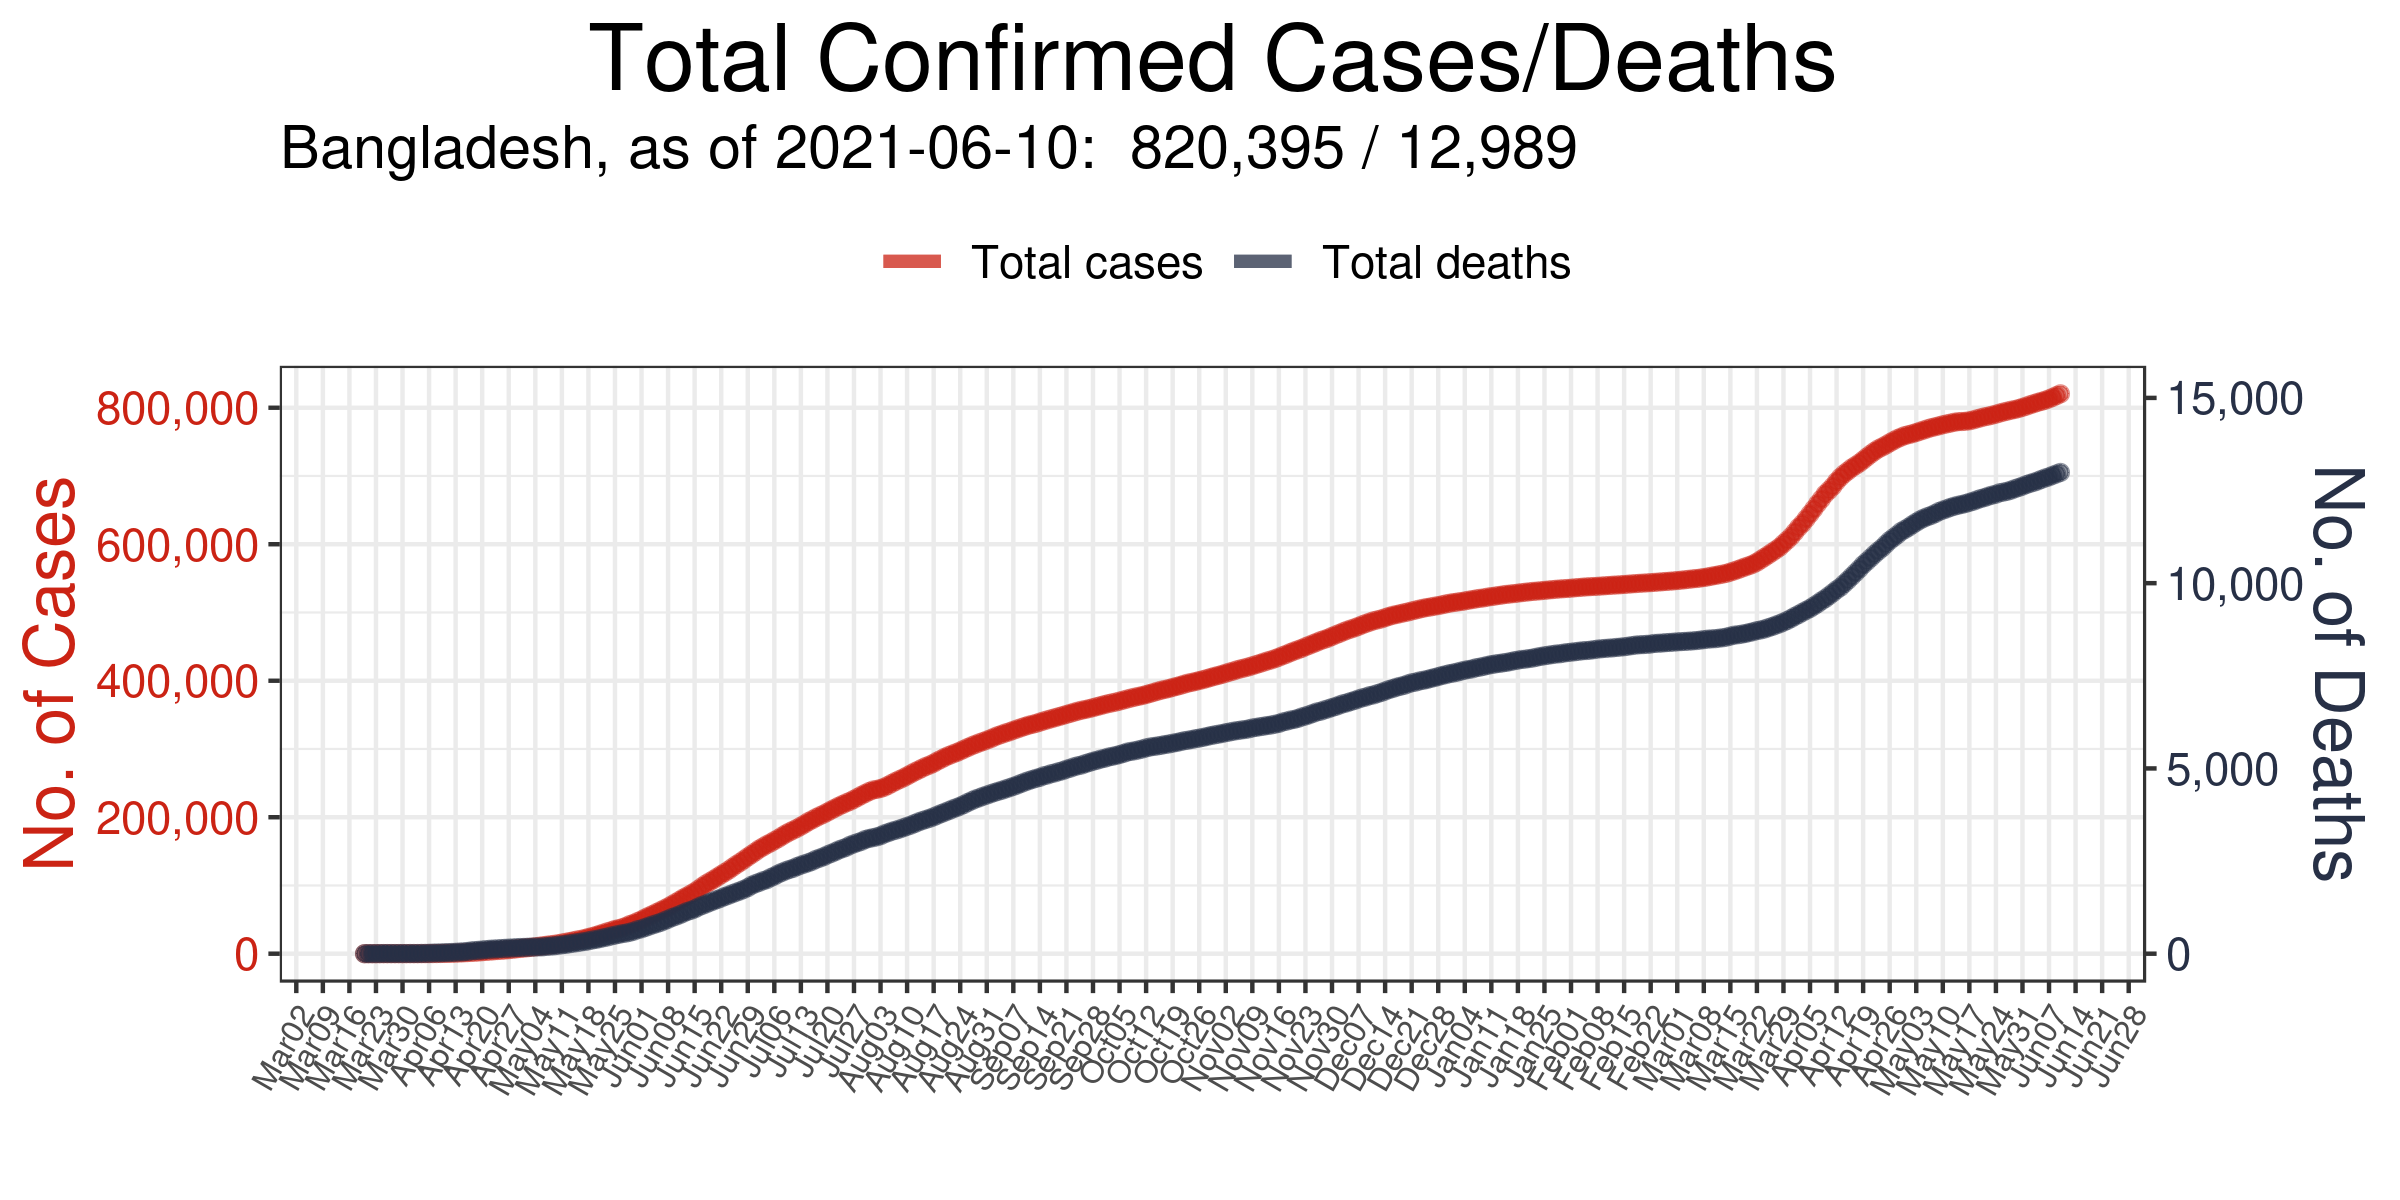 Total Confirmed Cases/Deaths
Bangladesh, as of 2021-06-10:  820,395 / 12,989
Total cases
Total deaths
No. of Cases
800,000
600,000
400,000
200,000
0
15,000
10,000
5,000
0
No. of Deaths
Mar02
Mar09
Mar16
Mar23
Mar30
Apr06
Apr13
Apr20
Apr27
May04
May11
May18
May25
Jun01
Jun08
Jun15
Jun22
Jun29
Jul06
Jul13
Jul20
Jul27
Aug03
Aug10
Aug17
Aug24
Aug31
Sep07
Sep14
Sep21
Sep28
Oct05
Oct12
Oct19
Oct26
Nov02
Nov09
Nov16
Nov23
Nov30
Dec07
Dec14
Dec21
Dec28
Jan04
Jan11
Jan18
Jan25
Feb01
Feb08
Feb15
Feb22
Mar01
Mar08
Mar15
Mar22
Mar29
Apr05
Apr12
Apr19
Apr26
May03
May10
May17
May24
May31
Jun07
Jun14
Jun21
Jun28